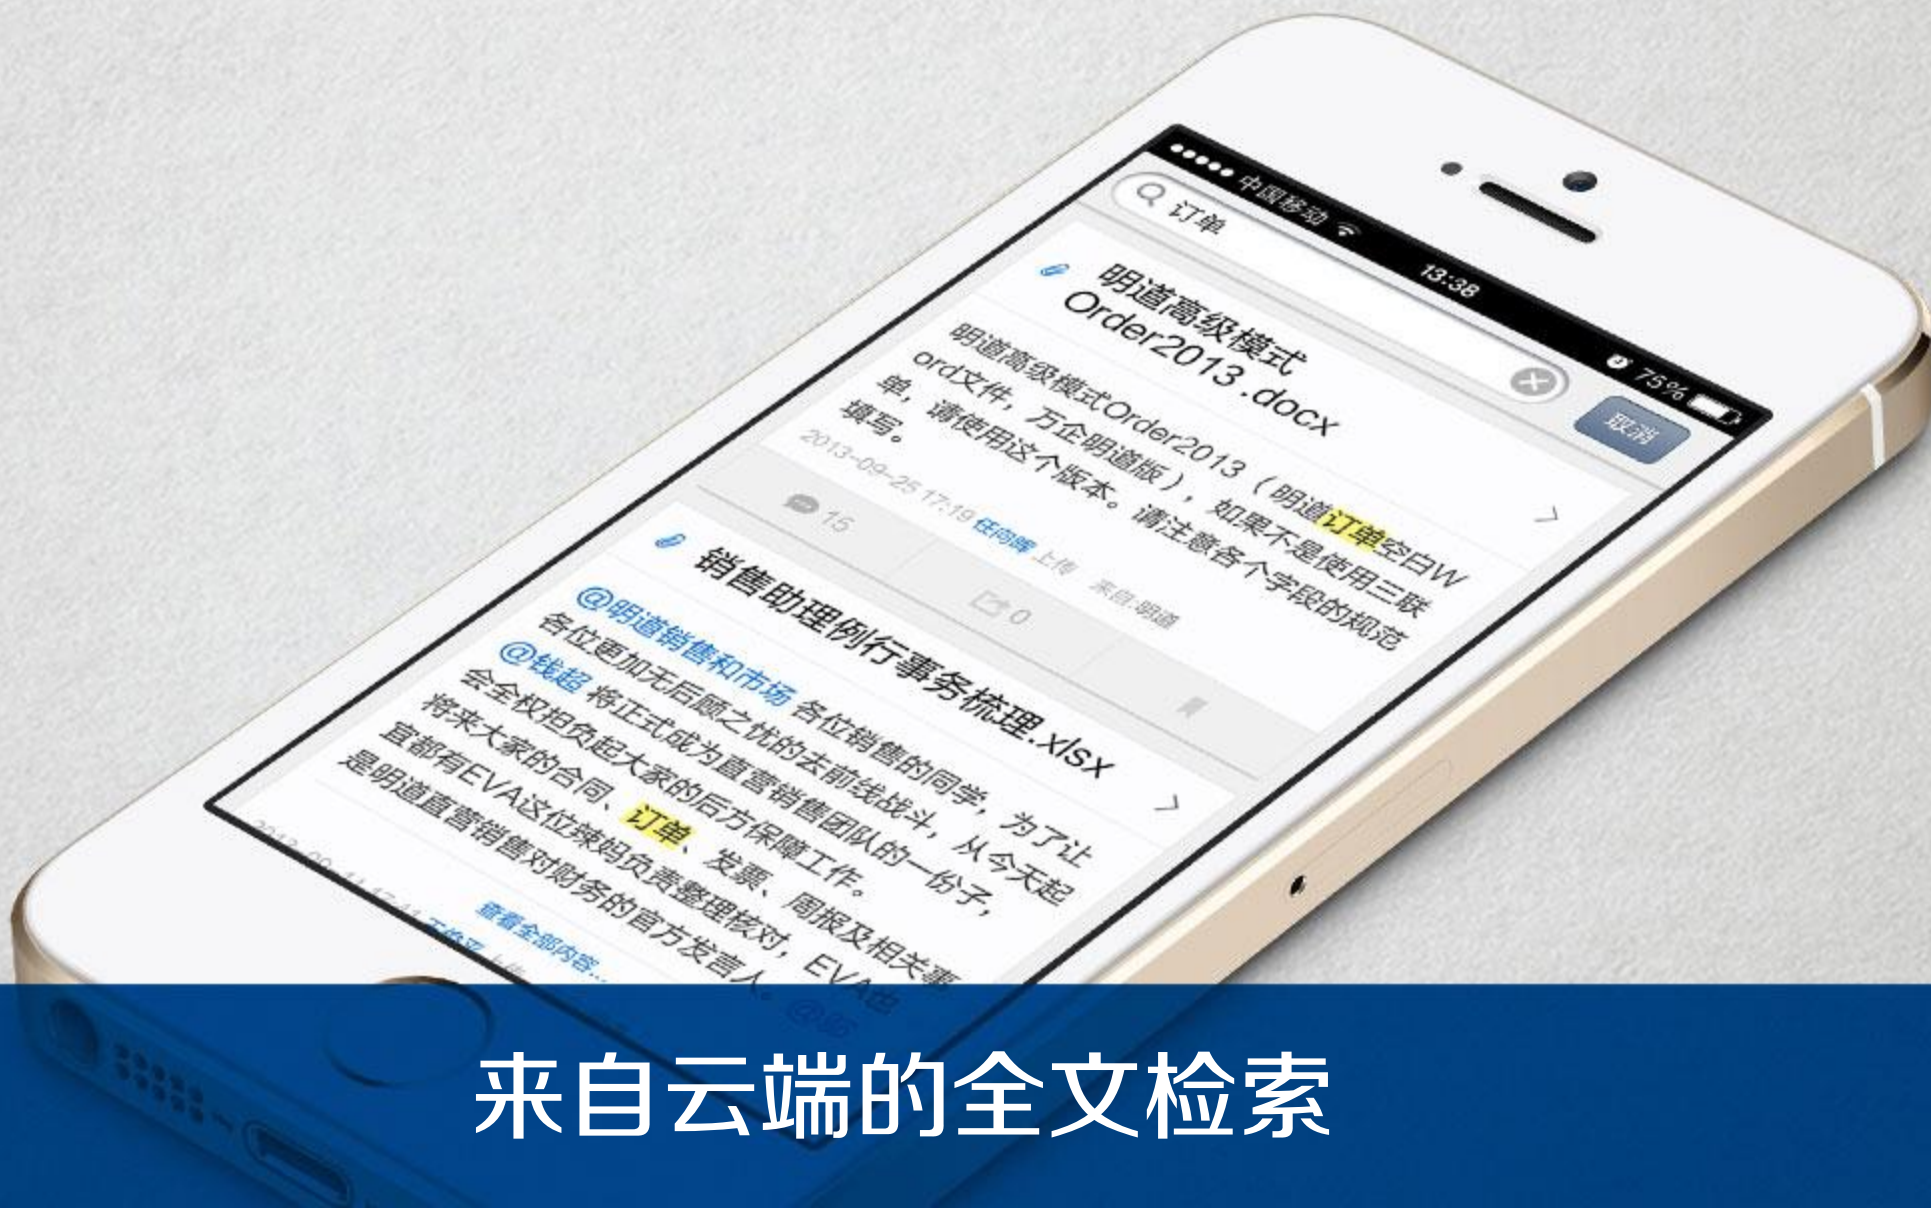 中国移动
13:38
75%
订单
取消
明道高级模式
Order2013.docx
明道高级模式Order2013（明道订单空白W
ord文件，万企明道版），如果不是使用三联
单，请使用这个版本。请注意各个字段的规范
填写。
2013-09-25 17:19 任向晖 上传 来自:明道
15
0
销售助理例行事务梳理.xlsx
@明道销售和市场 各位销售的同学，为了让
各位更加无后顾之忧的去前线战斗，从今天起
@钱超 将正式成为直营销售团队的一份子，
会全权担负起大家的后方保障工作。
将来大家的合同、订单、发票、周报及相关事
宜都有EVA这位辣妈负责整理核对，EVA也
是明道直营销售对财务的官方发言人。
查看全部内容...
来自云端的全文检索